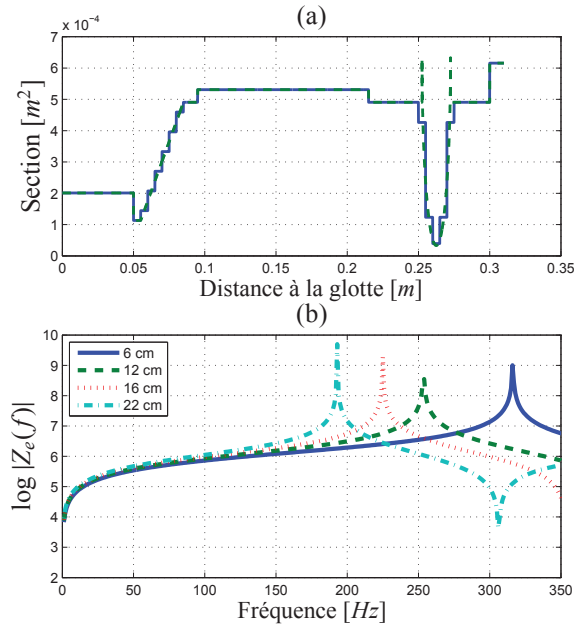 (a)
x 10⁻⁴
7
6
5
4
3
2
1
0
Section [m²]
0 0.05 0.1 0.15 0.2 0.25 0.3 0.35
Distance à la glotte [m]
(b)
10
9
8
7
6
5
4
3
2
log |Zₑ(f)|
6 cm
12 cm
16 cm
22 cm
0 50 100 150 200 250 300 350
Fréquence [Hz]